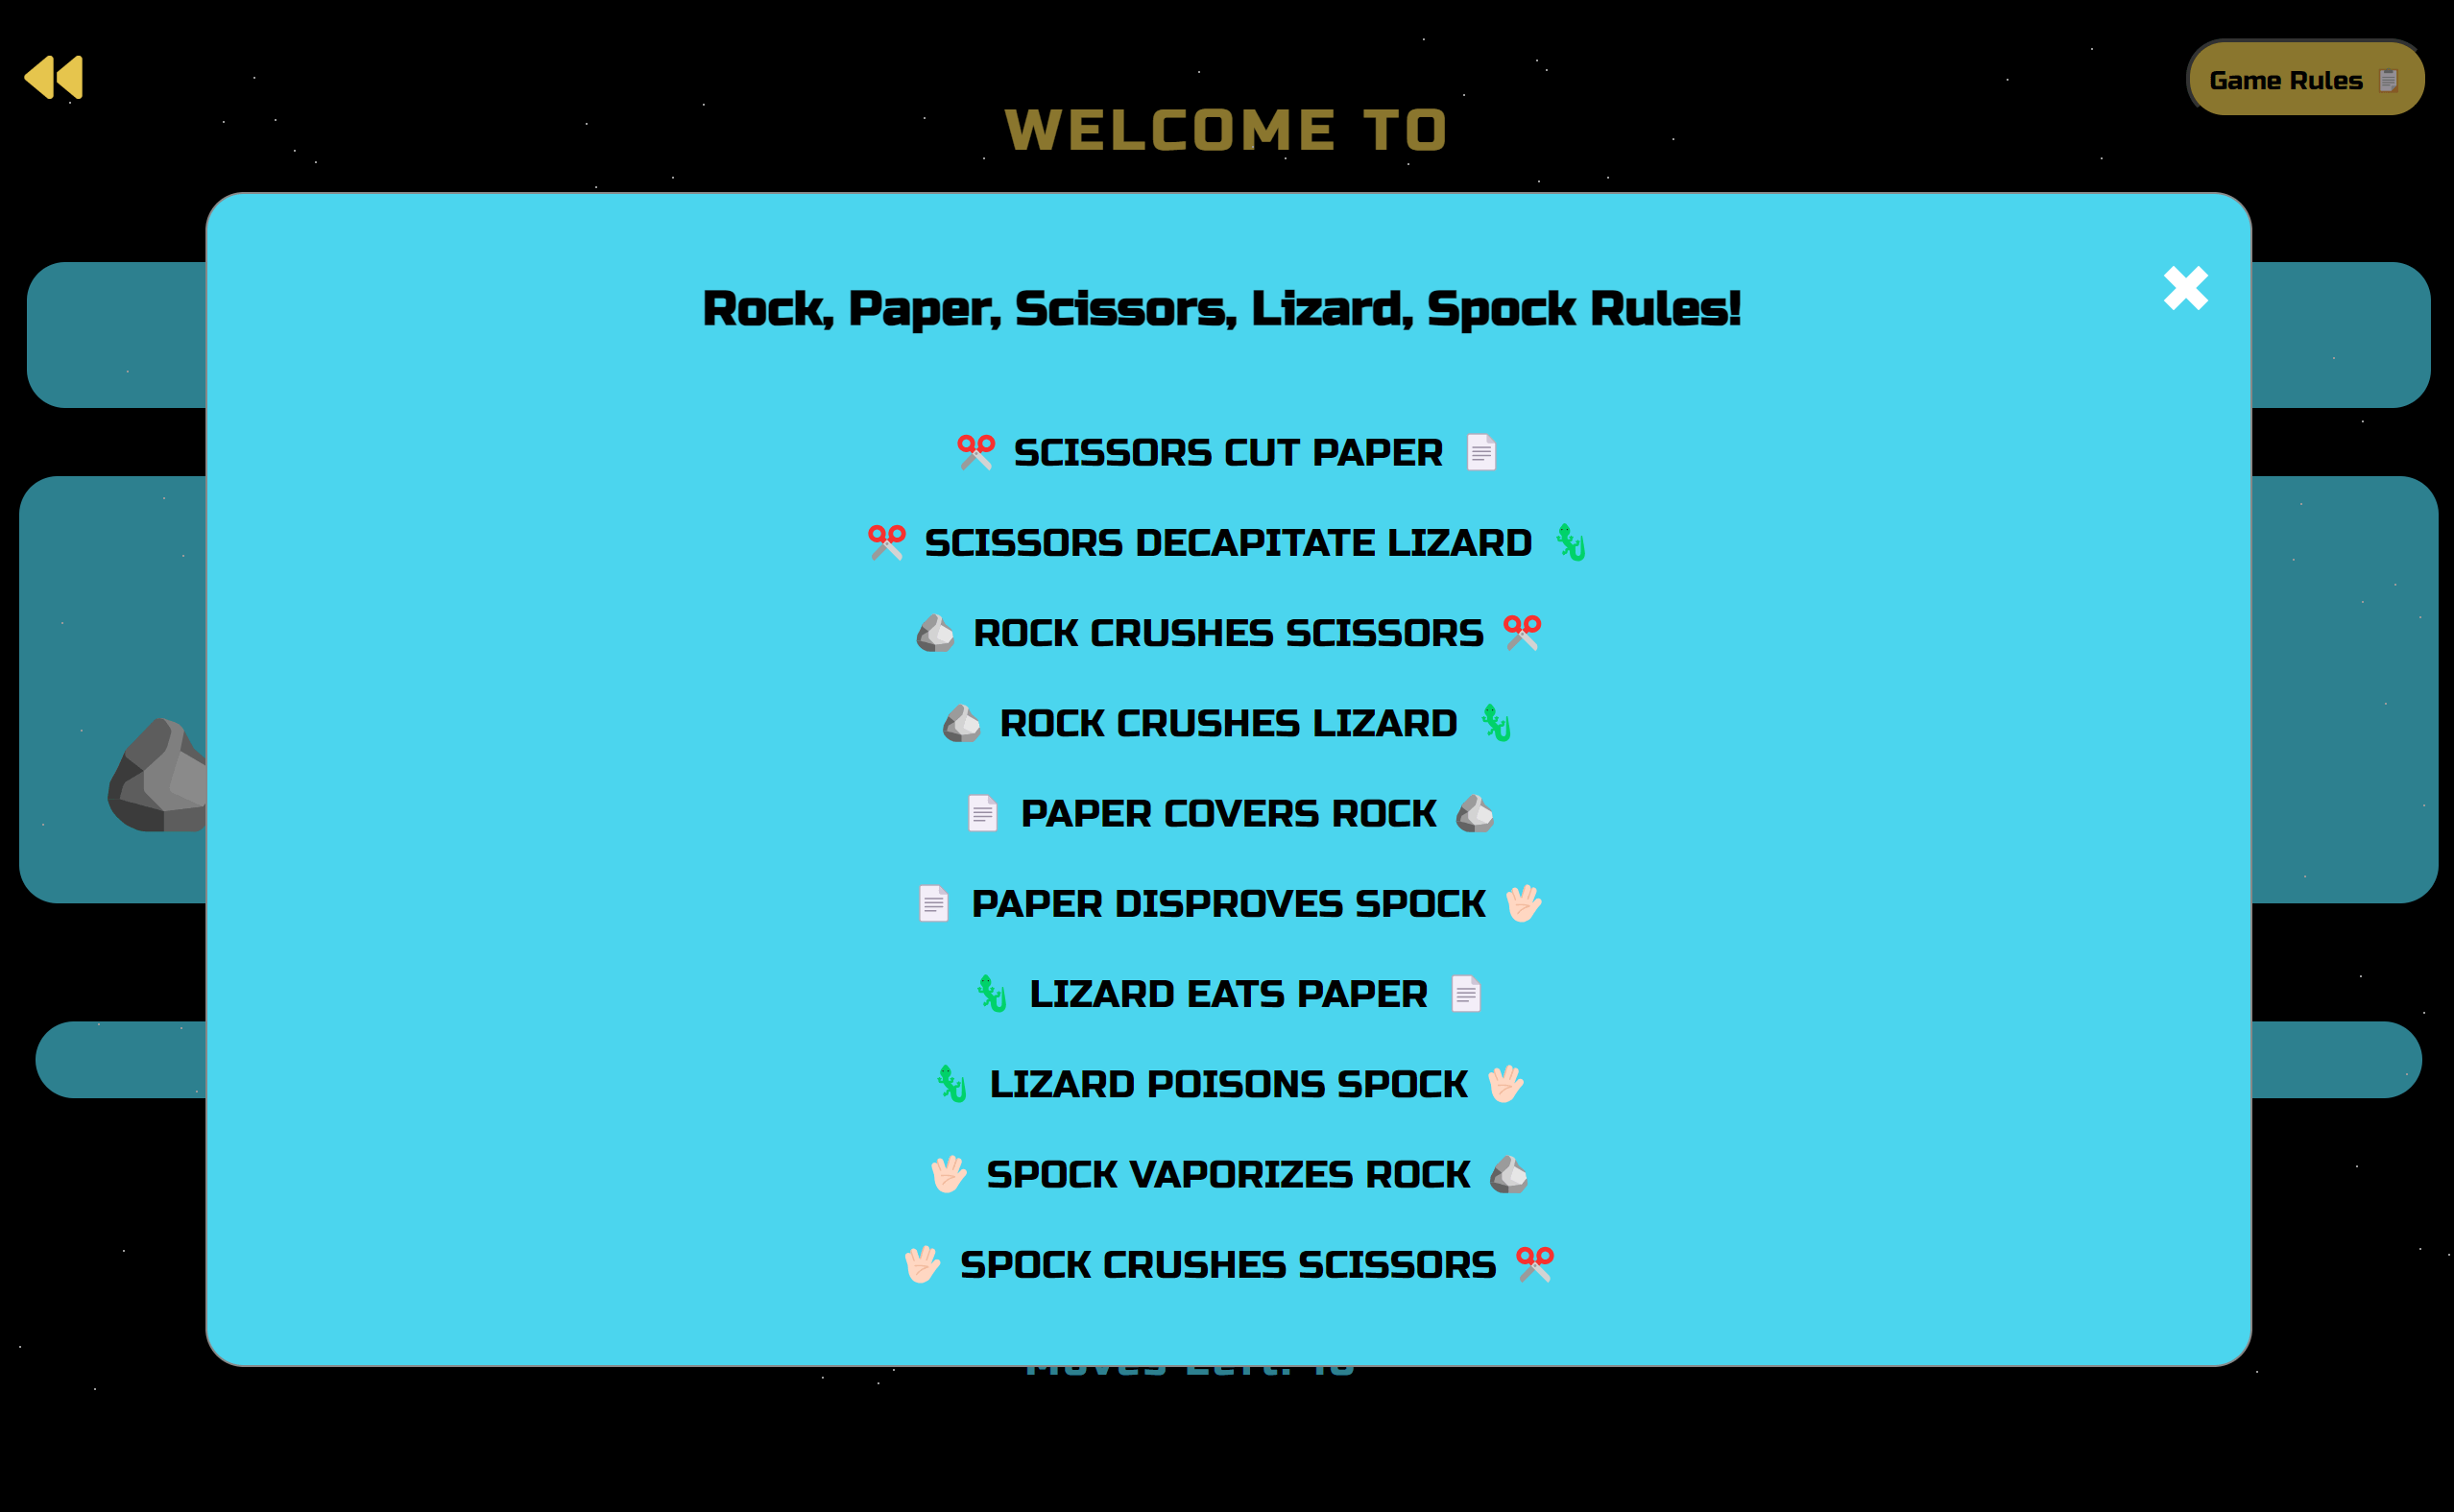 Game Rules
WELCOME TO
Rock, Paper, Scissors, Lizard, Spock Rules!
SCISSORS CUT PAPER
SCISSORS DECAPITATE LIZARD
ROCK CRUSHES SCISSORS
ROCK CRUSHES LIZARD
PAPER COVERS ROCK
PAPER DISPROVES SPOCK
LIZARD EATS PAPER
LIZARD POISONS SPOCK
SPOCK VAPORIZES ROCK
SPOCK CRUSHES SCISSORS